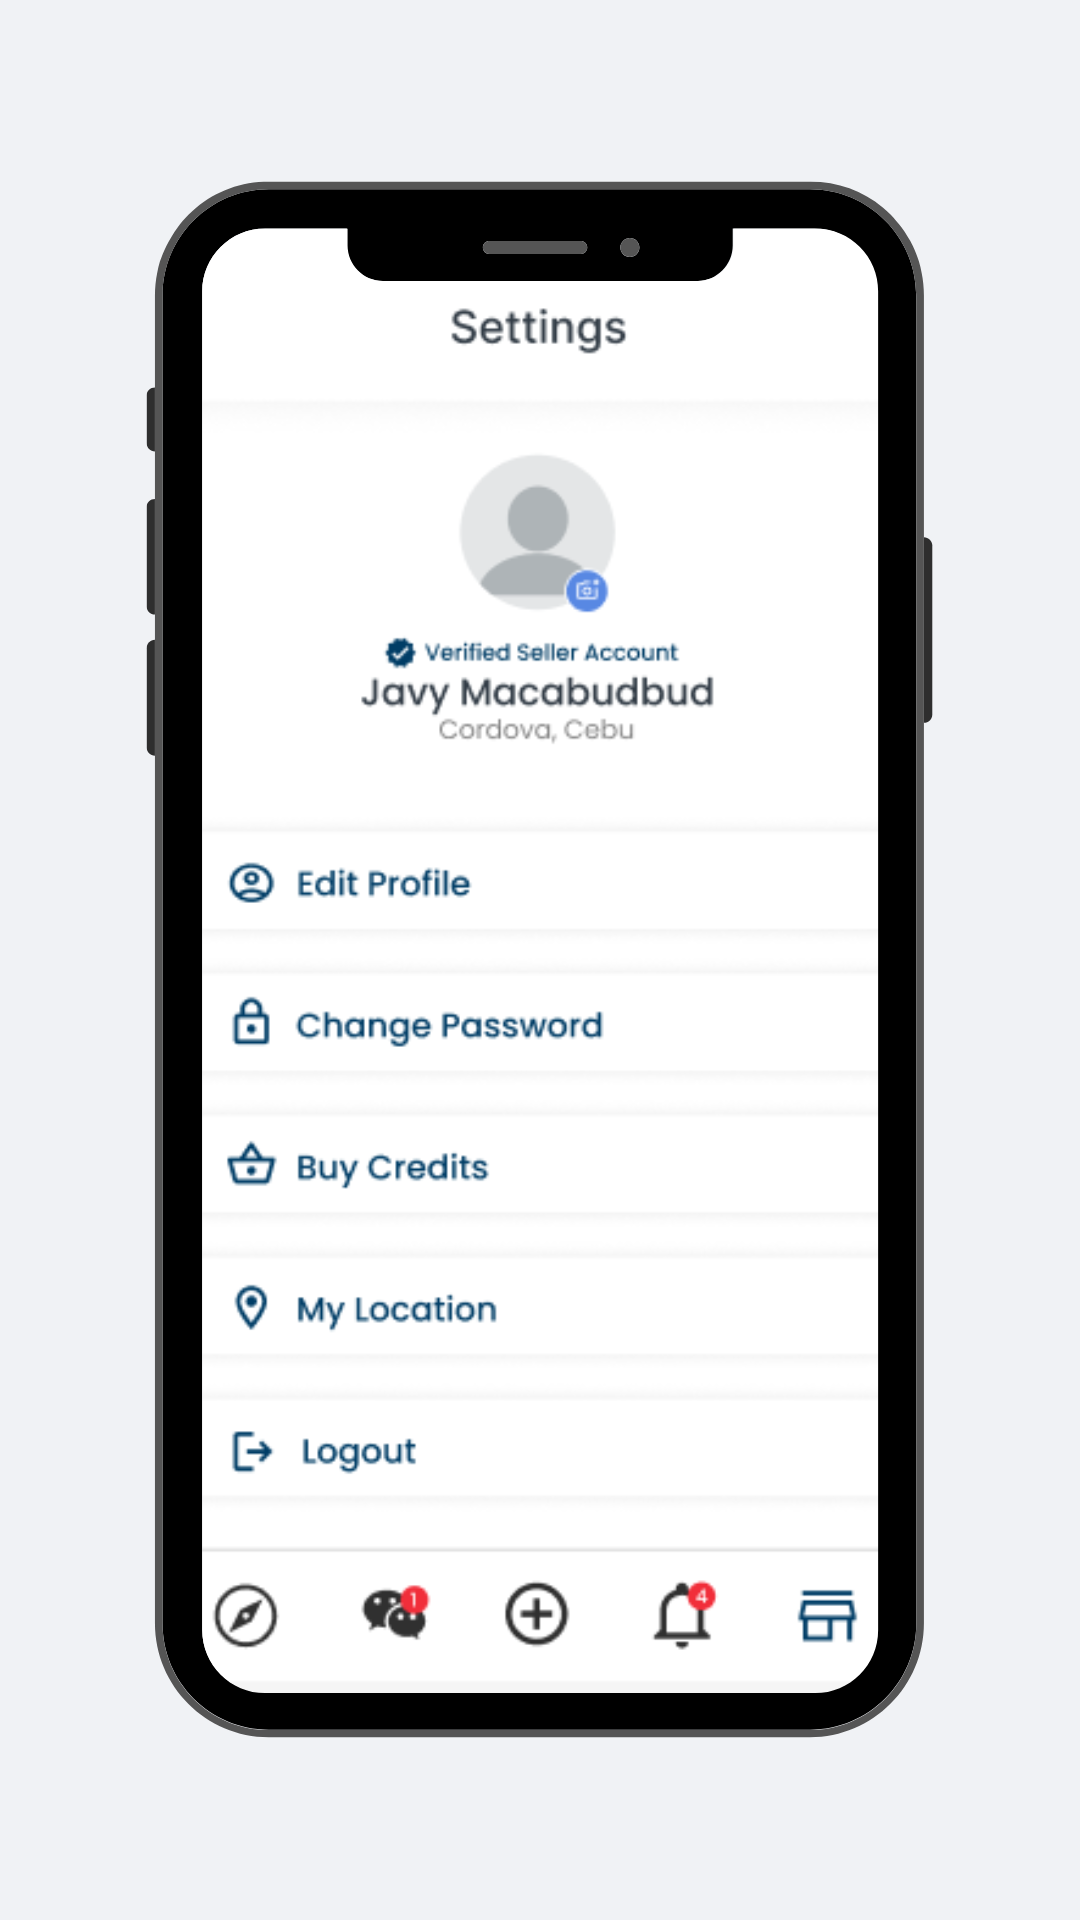 Settings
Verified Seller Account
Javy Macabudbud
Cordova, Cebu
Edit Profile
Change Password
Buy Credits
My Location
Logout
1
4